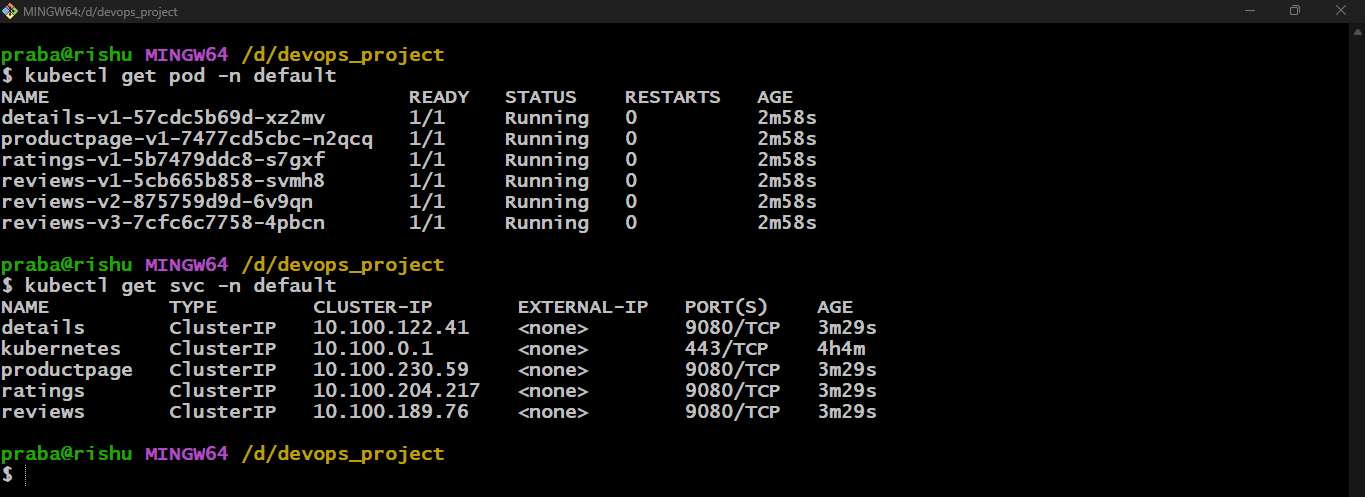 MINGW64:/d/devops_project
praba@rishu MINGW64 /d/devops_project
$ kubectl get pod -n default
NAME READY STATUS RESTARTS AGE
details-v1-57cdc5b69d-xz2mv 1/1 Running 0 2m58s
productpage-v1-7477cd5cbc-n2qcq 1/1 Running 0 2m58s
ratings-v1-5b7479ddc8-s7gxf 1/1 Running 0 2m58s
reviews-v1-5cb665b858-svmh8 1/1 Running 0 2m58s
reviews-v2-875759d9d-6v9qn 1/1 Running 0 2m58s
reviews-v3-7cfc6c7758-4pbcn 1/1 Running 0 2m58s
praba@rishu MINGW64 /d/devops_project
$ kubectl get svc -n default
NAME TYPE CLUSTER-IP EXTERNAL-IP PORT(S) AGE
details ClusterIP 10.100.122.41 <none> 9080/TCP 3m29s
kubernetes ClusterIP 10.100.0.1 <none> 443/TCP 4h4m
productpage ClusterIP 10.100.230.59 <none> 9080/TCP 3m29s
ratings ClusterIP 10.100.204.217 <none> 9080/TCP 3m29s
reviews ClusterIP 10.100.189.76 <none> 9080/TCP 3m29s
praba@rishu MINGW64 /d/devops_project
$